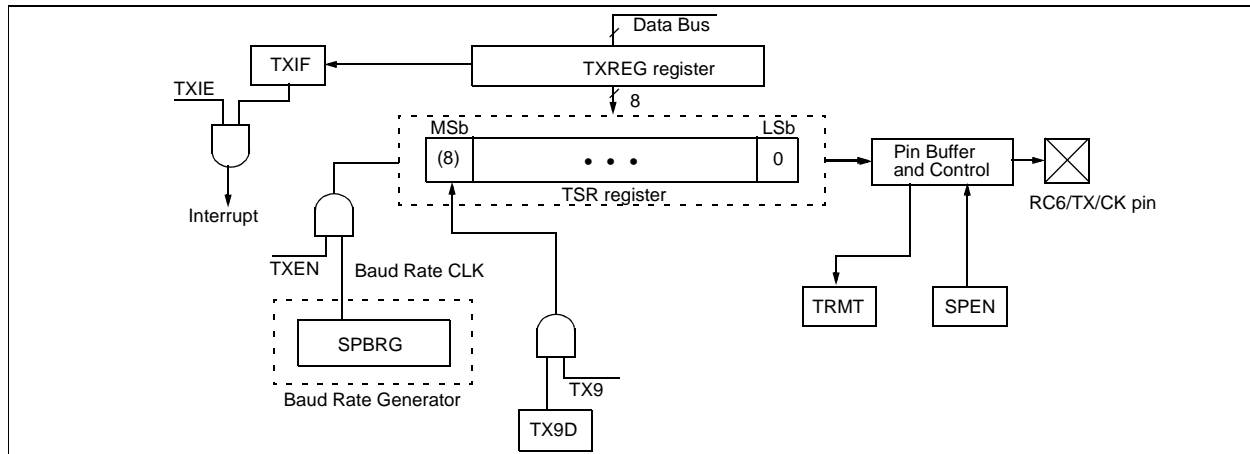 Data Bus
TXIF
TXREG register
TXIE
8
MSb
LSb
(8)
• • •
0
Pin Buffer
and Control
TSR register
Interrupt
RC6/TX/CK pin
TXEN
Baud Rate CLK
TRMT
SPEN
SPBRG
TX9
Baud Rate Generator
TX9D